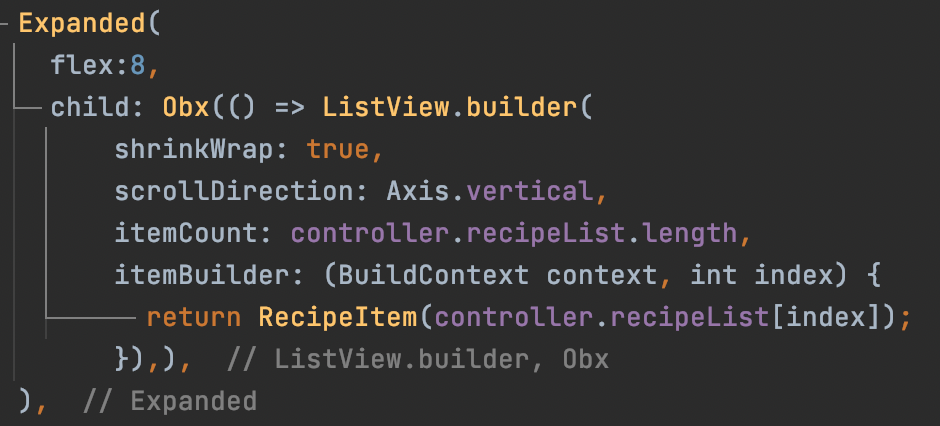 Expanded(
flex:8,
child: Obx(() => ListView.builder(
shrinkWrap: true,
scrollDirection: Axis.vertical,
itemCount: controller.recipeList.length,
itemBuilder: (BuildContext context, int index) {
return RecipeItem(controller.recipeList[index]);
}),), // ListView.builder, Obx
), // Expanded